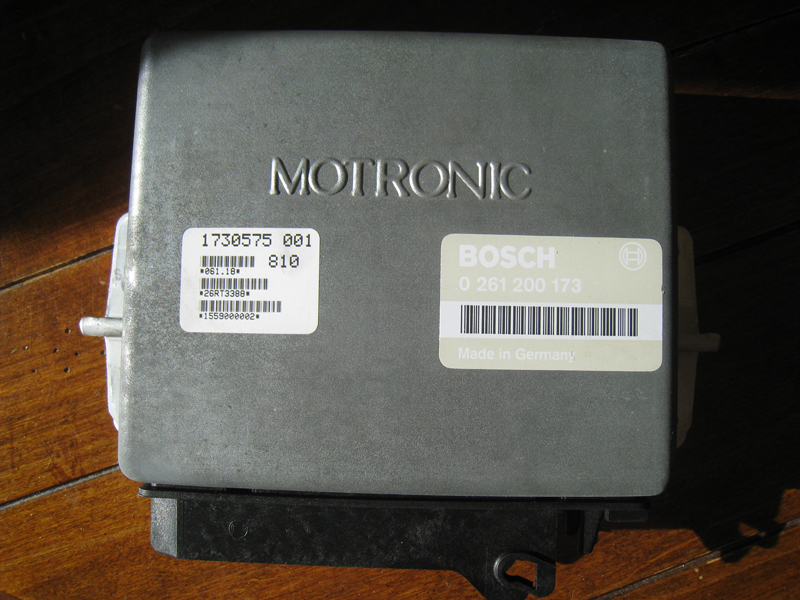 MOTRONIC
1730575 001
810
*061.18*
*26RT3388*
*1559000002*
BOSCH
0 261 200 173
Made in Germany